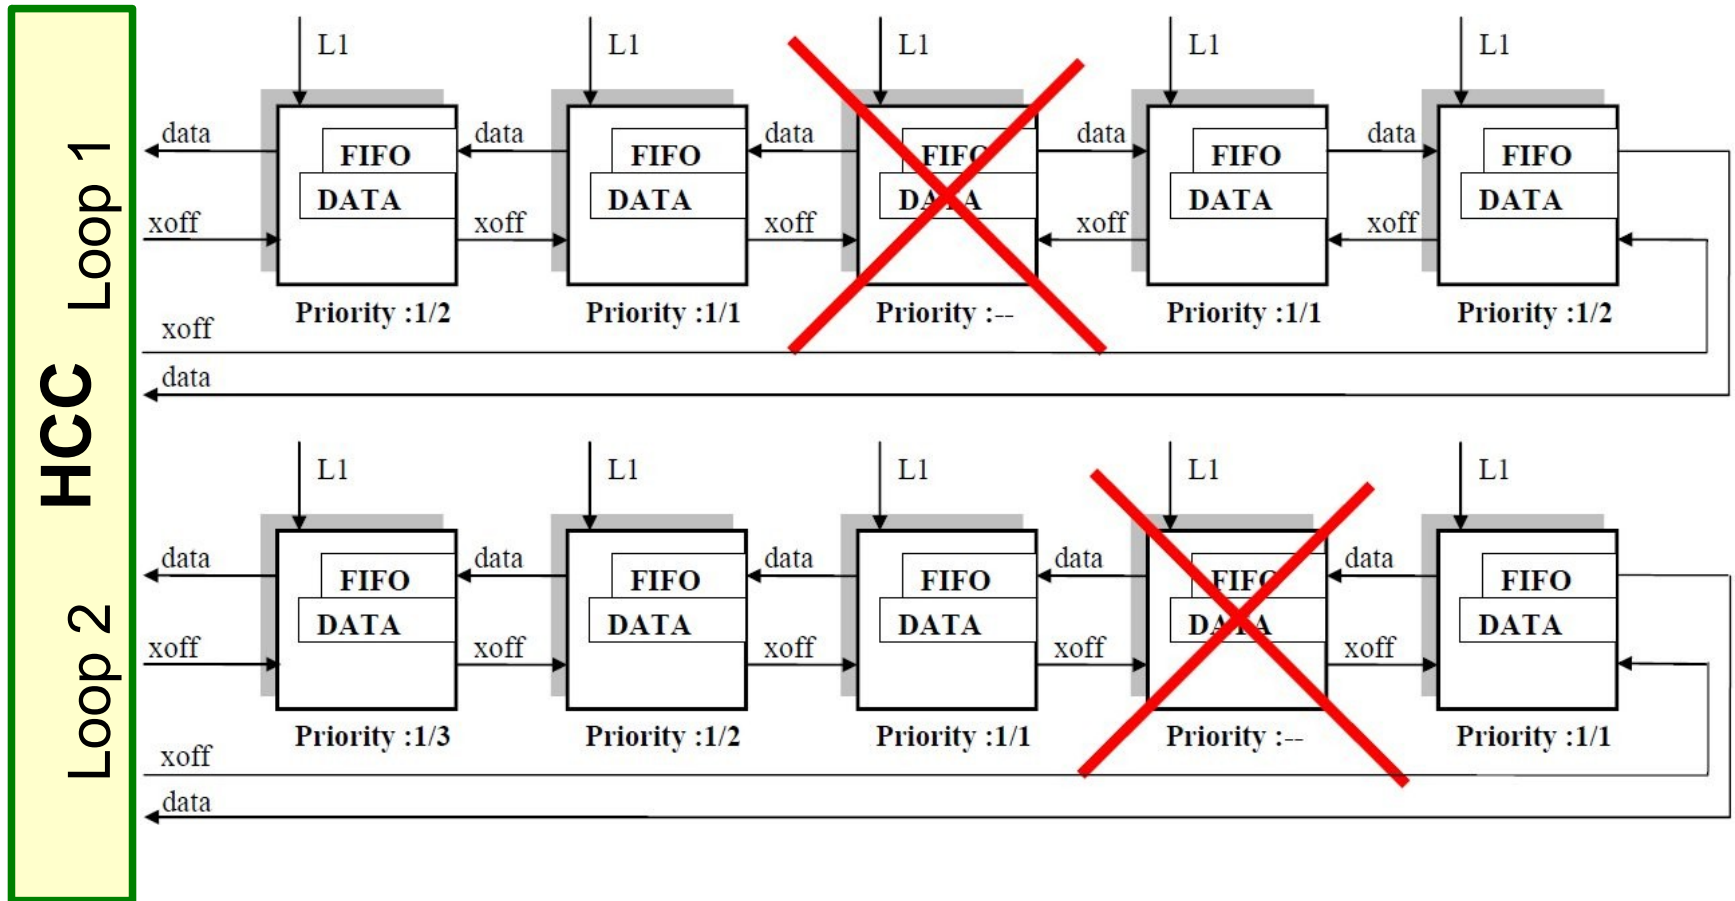 HCC
Loop 1
L1 L1 L1 L1 L1
data data data data data
FIFO FIFO FIFO FIFO FIFO
DATA DATA DATA DATA DATA
xoff xoff xoff xoff xoff
Priority :1/2 Priority :1/1 Priority :-- Priority :1/1 Priority :1/2
xoff
data
Loop 2
L1 L1 L1 L1 L1
data data data data data
FIFO FIFO FIFO FIFO FIFO
DATA DATA DATA DATA DATA
xoff xoff xoff xoff xoff
Priority :1/3 Priority :1/2 Priority :1/1 Priority :-- Priority :1/1
xoff
data